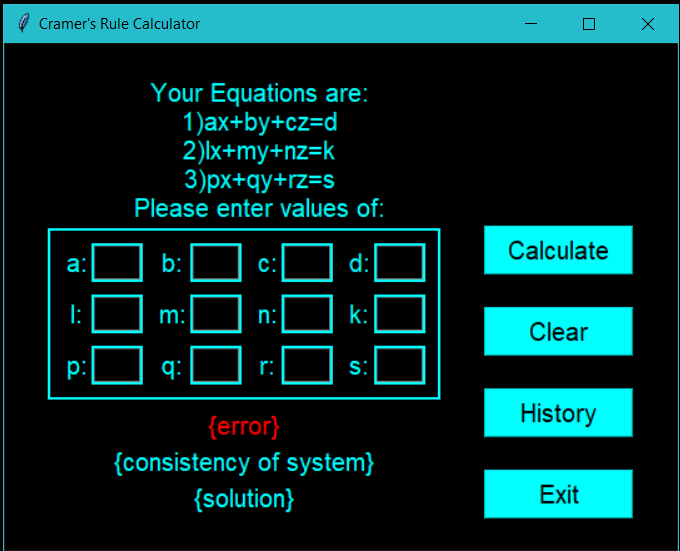 Cramer's Rule Calculator
Your Equations are:
1)ax+by+cz=d
2)lx+my+nz=k
3)px+qy+rz=s
Please enter values of:
a: b: c: d:
l: m: n: k:
p: q: r: s:
{error}
{consistency of system}
{solution}
Calculate
Clear
History
Exit